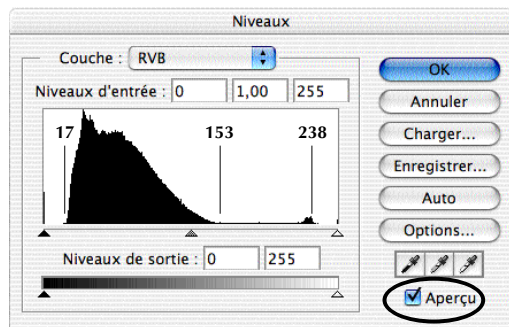 Niveaux
Couche : RVB
Niveaux d'entrée : 0 1,00 255
17 153 238
Niveaux de sortie : 0 255
OK
Annuler
Charger...
Enregistrer...
Auto
Options...
Aperçu